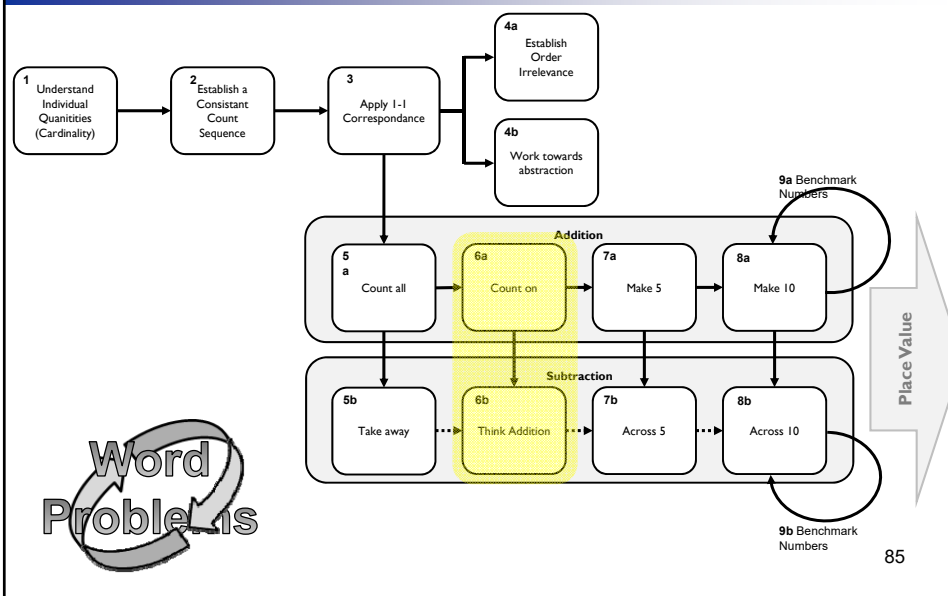 1
Understand
Individual
Quanitities
(Cardinality)
2
Establish a
Consistant
Count
Sequence
3
Apply 1-1
Correspondance
4a
Establish
Order
Irrelevance
4b
Work towards
abstraction
9a Benchmark
Numbers
Addition
5
a
Count all
6a
Count on
7a
Make 5
8a
Make 10
Place Value
Subtraction
5b
Take away
6b
Think Addition
7b
Across 5
8b
Across 10
Word
Problems
9b Benchmark
Numbers
85